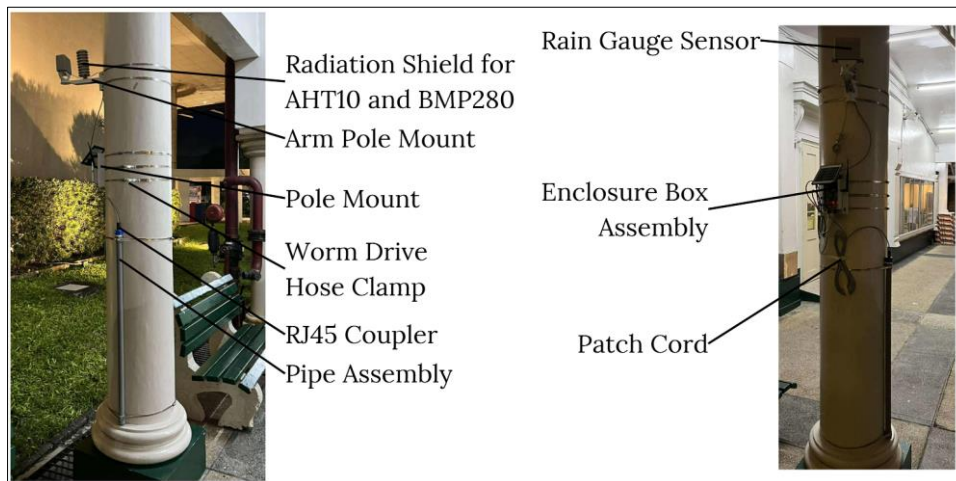 Radiation Shield for
AHT10 and BMP280
Arm Pole Mount
Pole Mount
Worm Drive
Hose Clamp
RJ45 Coupler
Pipe Assembly
Rain Gauge Sensor
Enclosure Box
Assembly
Patch Cord